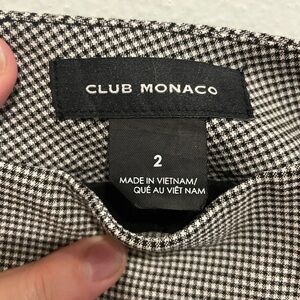 CLUB MONACO
2
MADE IN VIETNAM/
QUÉ AU VIÊT NAM